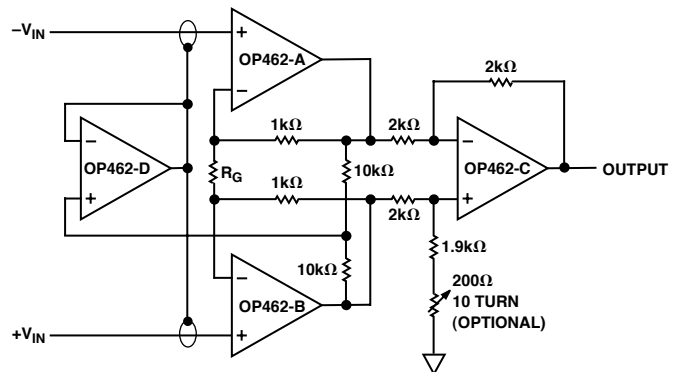 −VIN
OP462-A
+
−
2kΩ
1kΩ
2kΩ
−
OP462-D
+
RG
10kΩ
−
OP462-C
+
OUTPUT
1kΩ
2kΩ
1.9kΩ
10kΩ
−
OP462-B
+
200Ω
10 TURN
(OPTIONAL)
+VIN